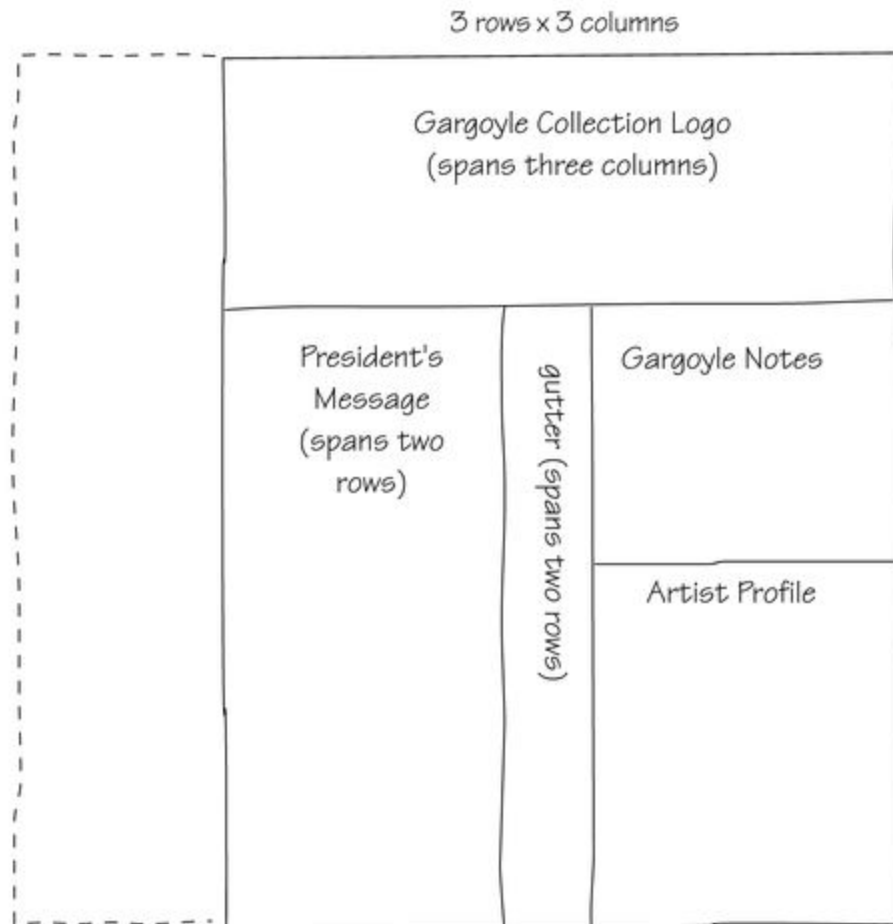 3 rows x 3 columns
Gargoyle Collection Logo
(spans three columns)
President's
Message
(spans two
rows)
gutter (spans two rows)
Gargoyle Notes
Artist Profile